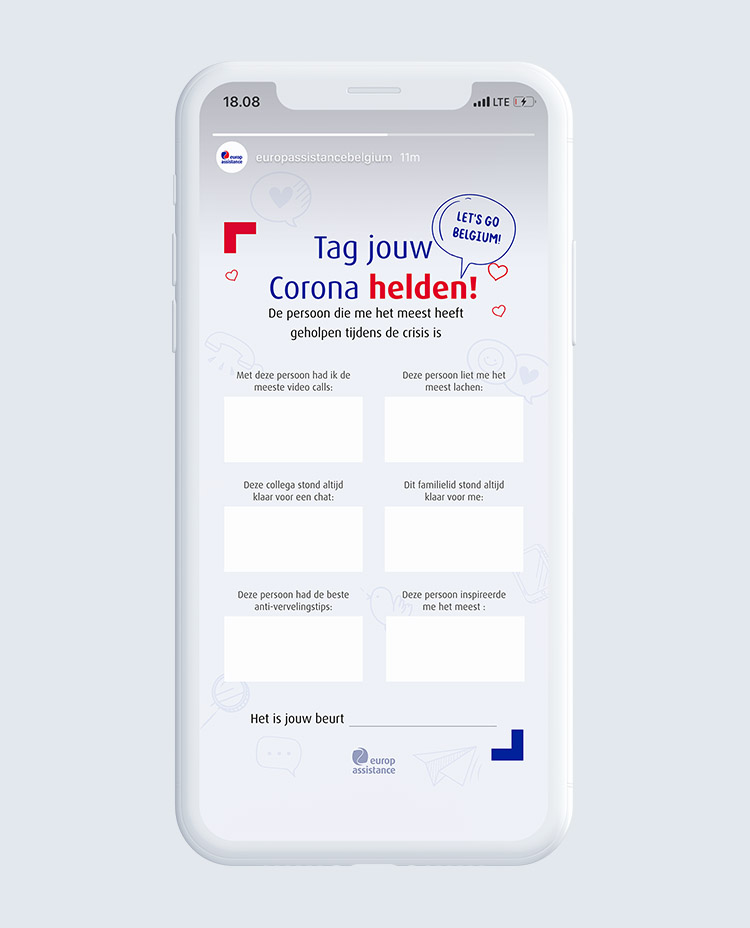 18.08
LTE
europ
assistance
europassistancebelgium 11m
LET'S GO
BELGIUM!
Tag jouw
Corona helden!
De persoon die me het meest heeft
geholpen tijdens de crisis is
Met deze persoon had ik de
meeste video calls:
Deze persoon liet me het
meest lachen:
Deze collega stond altijd
klaar voor een chat:
Dit familielid stond altijd
klaar voor me:
Deze persoon had de beste
anti-vervelingstips:
Deze persoon inspireerde
me het meest :
Het is jouw beurt
europ
assistance